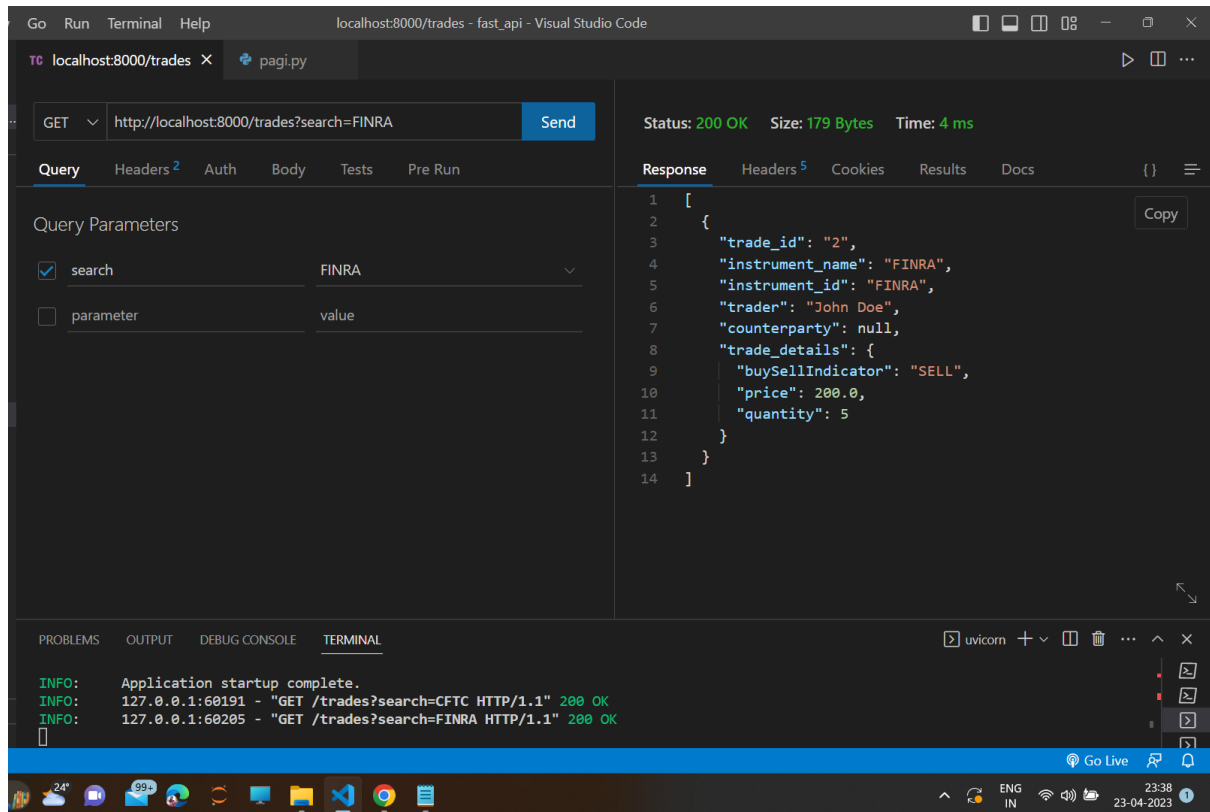 Go Run Terminal Help localhost:8000/trades - fast_api - Visual Studio Code
TC localhost:8000/trades pagi.py
GET http://localhost:8000/trades?search=FINRA Send
Status: 200 OK Size: 179 Bytes Time: 4 ms
Query Headers 2 Auth Body Tests Pre Run
Response Headers 5 Cookies Results Docs {}
Query Parameters
search FINRA
parameter value
Copy
1 [
2 {
3 "trade_id": "2",
4 "instrument_name": "FINRA",
5 "instrument_id": "FINRA",
6 "trader": "John Doe",
7 "counterparty": null,
8 "trade_details": {
9 "buySellIndicator": "SELL",
10 "price": 200.0,
11 "quantity": 5
12 }
13 }
14 ]
PROBLEMS OUTPUT DEBUG CONSOLE TERMINAL uvicorn
INFO: Application startup complete.
INFO: 127.0.0.1:60191 - "GET /trades?search=CFTC HTTP/1.1" 200 OK
INFO: 127.0.0.1:60205 - "GET /trades?search=FINRA HTTP/1.1" 200 OK
Go Live
24° 99+ ENG 23:38
IN 23-04-2023 1